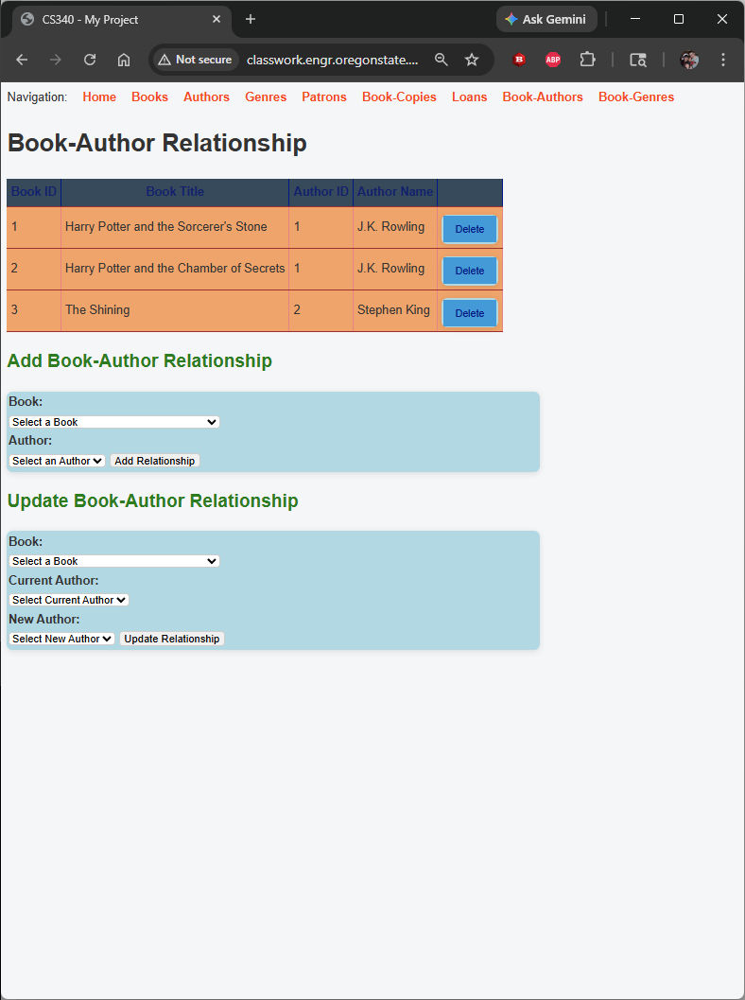 CS340 - My Project
Ask Gemini
Not secure classwork.engr.oregonstate....
ABP
Navigation: Home Books Authors Genres Patrons Book-Copies Loans Book-Authors Book-Genres
Book-Author Relationship
Book ID Book Title Author ID Author Name
1 Harry Potter and the Sorcerer's Stone 1 J.K. Rowling Delete
2 Harry Potter and the Chamber of Secrets 1 J.K. Rowling Delete
3 The Shining 2 Stephen King Delete
Add Book-Author Relationship
Book:
Select a Book
Author:
Select an Author Add Relationship
Update Book-Author Relationship
Book:
Select a Book
Current Author:
Select Current Author
New Author:
Select New Author Update Relationship